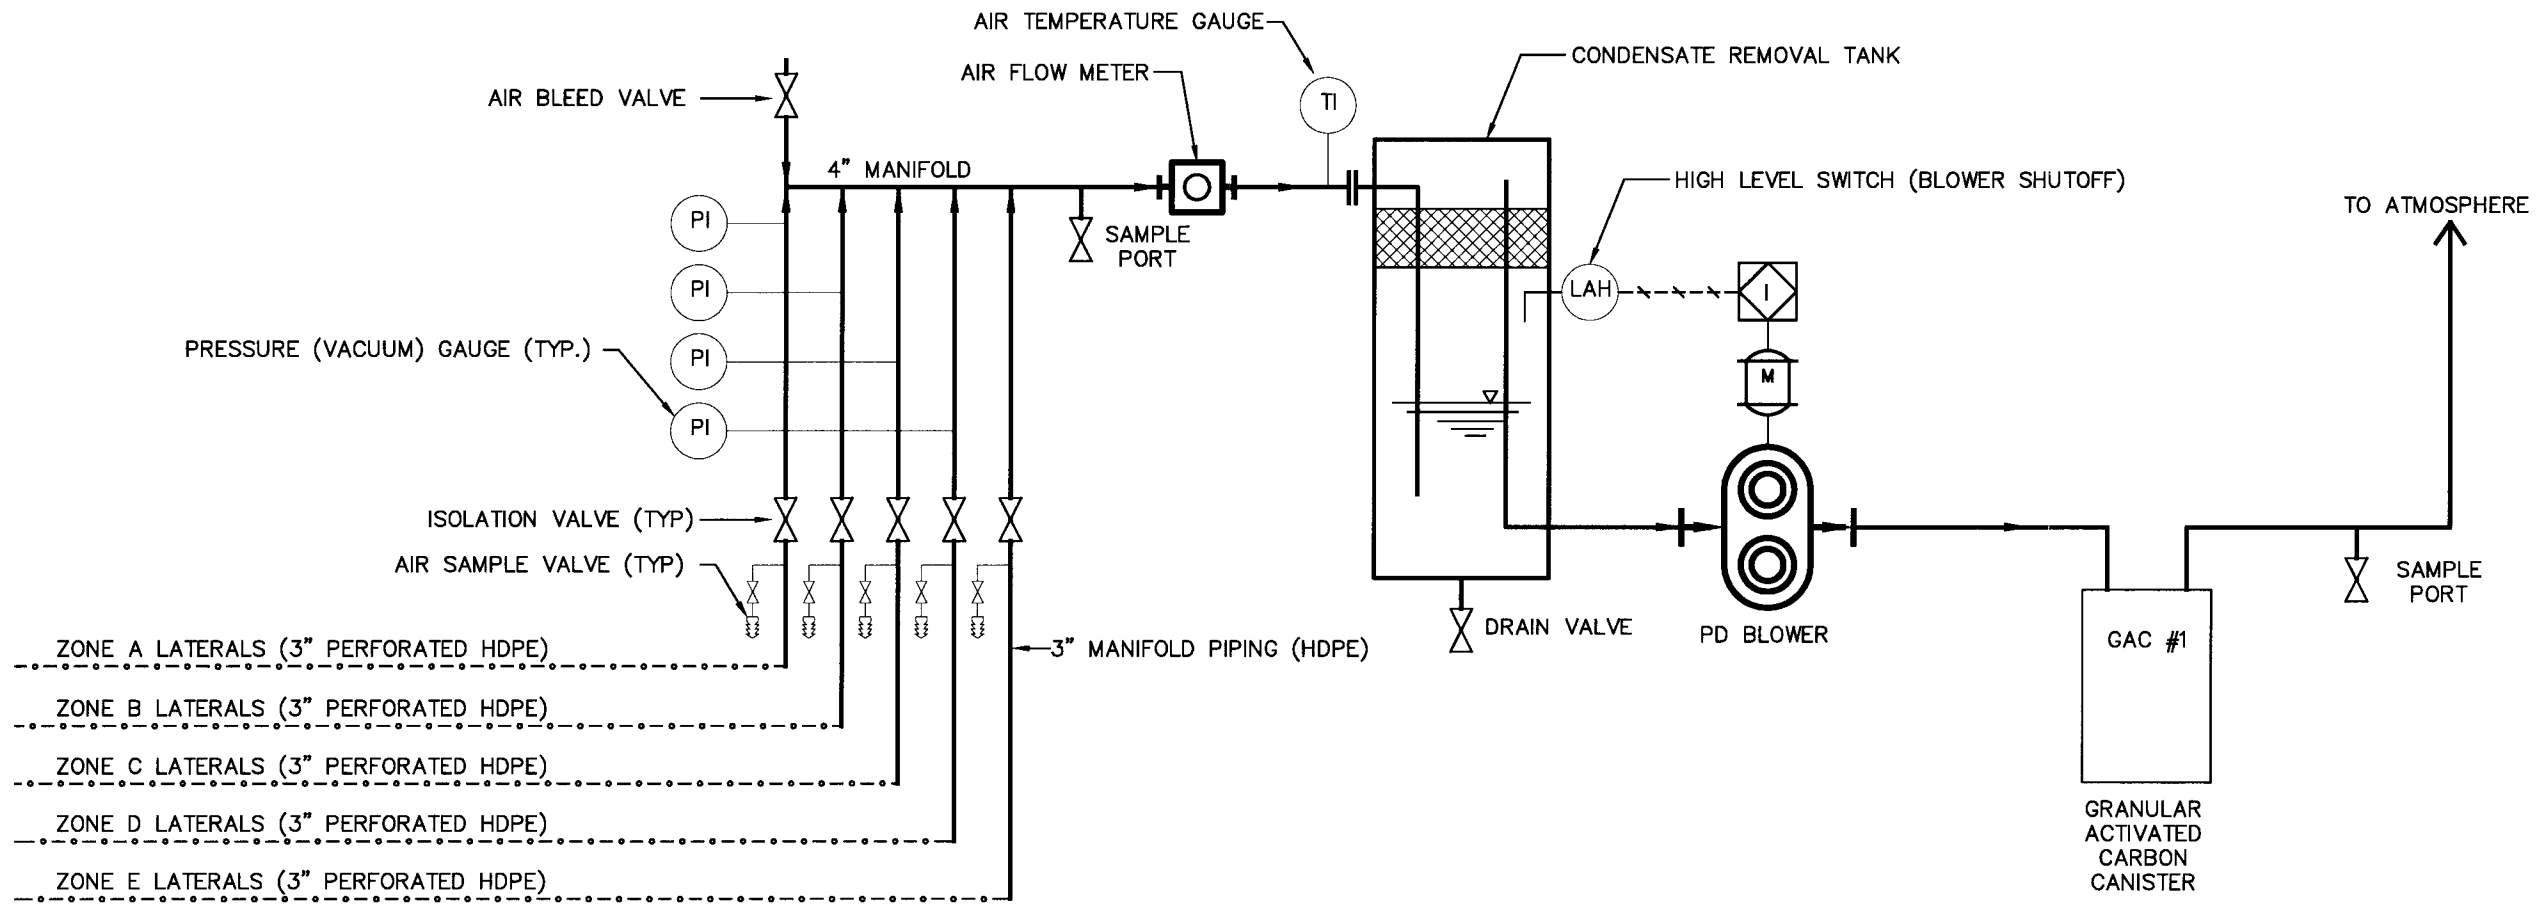 AIR TEMPERATURE GAUGE
AIR FLOW METER
CONDENSATE REMOVAL TANK
AIR BLEED VALVE
TI
4" MANIFOLD
HIGH LEVEL SWITCH (BLOWER SHUTOFF)
TO ATMOSPHERE
PI
SAMPLE
PORT
PI
LAH
I
PRESSURE (VACUUM) GAUGE (TYP.)
PI
M
PI
ISOLATION VALVE (TYP)
AIR SAMPLE VALVE (TYP)
SAMPLE
PORT
DRAIN VALVE
PD BLOWER
GAC #1
ZONE A LATERALS (3" PERFORATED HDPE)
3" MANIFOLD PIPING (HDPE)
ZONE B LATERALS (3" PERFORATED HDPE)
ZONE C LATERALS (3" PERFORATED HDPE)
ZONE D LATERALS (3" PERFORATED HDPE)
ZONE E LATERALS (3" PERFORATED HDPE)
GRANULAR
ACTIVATED
CARBON
CANISTER